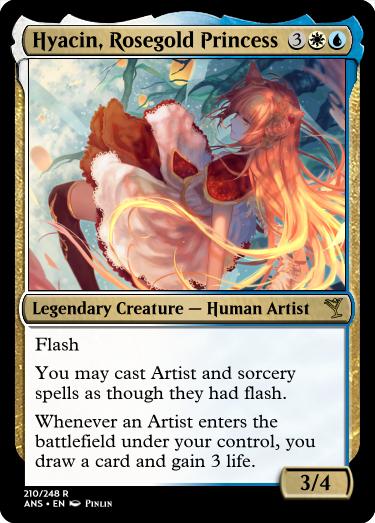 Hyacin, Rosegold Princess 3
Legendary Creature — Human Artist
Flash
You may cast Artist and sorcery
spells as though they had flash.
Whenever an Artist enters the
battlefield under your control, you
draw a card and gain 3 life.
3/4
210/248 R
ANS • EN Pinlin